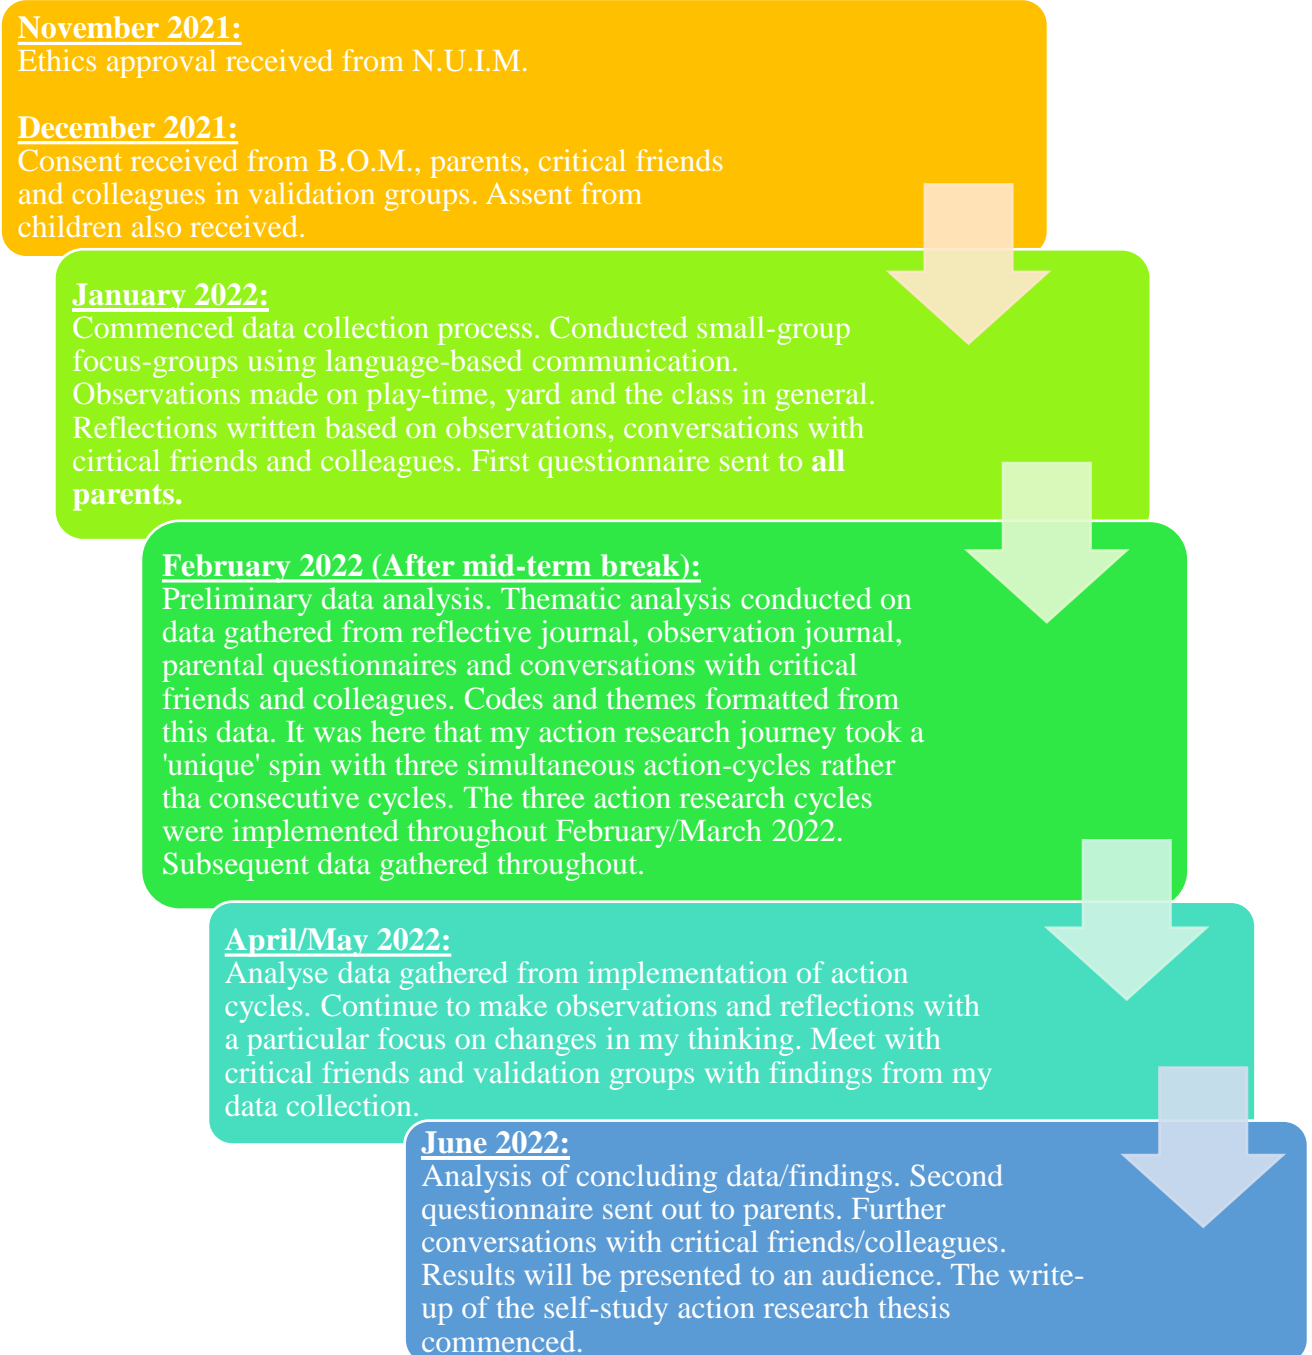 November 2021:
Ethics approval received from N.U.I.M.
December 2021:
Consent received from B.O.M., parents, critical friends
and colleagues in validation groups. Assent from
children also received.
January 2022:
Commenced data collection process. Conducted small-group
focus-groups using language-based communication.
Observations made on play-time, yard and the class in general.
Reflections written based on observations, conversations with
cirtical friends and colleagues. First questionnaire sent to all
parents.
February 2022 (After mid-term break):
Preliminary data analysis. Thematic analysis conducted on
data gathered from reflective journal, observation journal,
parental questionnaires and conversations with critical
friends and colleagues. Codes and themes formatted from
this data. It was here that my action research journey took a
'unique' spin with three simultaneous action-cycles rather
tha consecutive cycles. The three action research cycles
were implemented throughout February/March 2022.
Subsequent data gathered throughout.
April/May 2022:
Analyse data gathered from implementation of action
cycles. Continue to make observations and reflections with
a particular focus on changes in my thinking. Meet with
critical friends and validation groups with findings from my
data collection.
June 2022:
Analysis of concluding data/findings. Second
questionnaire sent out to parents. Further
conversations with critical friends/colleagues.
Results will be presented to an audience. The write-
up of the self-study action research thesis
commenced.